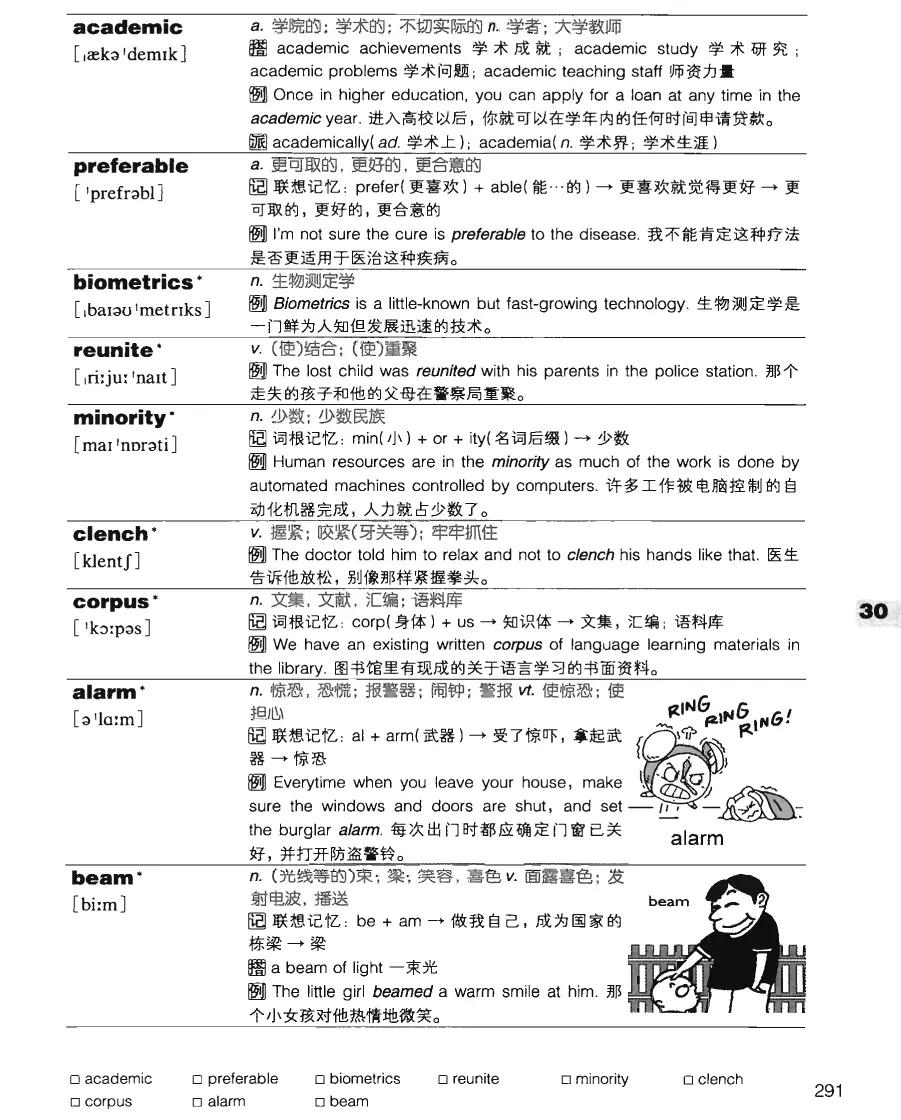 academic
[ˌækəˈdemɪk]
a. 学院的; 学术的; 不切实际的 n. 学者; 大学教师
搭 academic achievements 学术成就; academic study 学术研究;
academic problems 学术问题; academic teaching staff 师资力量
例 Once in higher education, you can apply for a loan at any time in the
academic year. 进入高校以后, 你就可以在学年内的任何时间申请贷款。
派 academically(ad. 学术上); academia(n. 学术界; 学术生涯)
preferable
[ˈprefrəbl]
a. 更可取的, 更好的, 更合意的
记 联想记忆: prefer(更喜欢) + able(能…的) → 更喜欢就觉得更好 → 更
可取的, 更好的, 更合意的
例 I'm not sure the cure is preferable to the disease. 我不能肯定这种疗法
是否更适用于医治这种疾病。
biometrics*
[ˌbaɪəʊˈmetrɪks]
n. 生物测定学
例 Biometrics is a little-known but fast-growing technology. 生物测定学是
一门鲜为人知但发展迅速的技术。
reunite*
[ˌriːjuːˈnaɪt]
v. (使)结合; (使)重聚
例 The lost child was reunited with his parents in the police station. 那个
走失的孩子和他的父母在警察局重聚。
minority*
[maɪˈnɒrəti]
n. 少数; 少数民族
记 词根记忆: min(小) + or + ity(名词后缀) → 少数
例 Human resources are in the minority as much of the work is done by
automated machines controlled by computers. 许多工作被电脑控制的自
动化机器完成, 人力就占少数了。
clench*
[klentʃ]
v. 握紧; 咬紧(牙关等); 牢牢抓住
例 The doctor told him to relax and not to clench his hands like that. 医生
告诉他放松, 别像那样紧握拳头。
corpus*
[ˈkɔːpəs]
n. 文集, 文献, 汇编; 语料库
记 词根记忆: corp(身体) + us → 知识体 → 文集, 汇编; 语料库
例 We have an existing written corpus of language learning materials in
the library. 图书馆里有现成的关于语言学习的书面资料。
30
alarm*
[əˈlɑːm]
n. 惊恐, 恐慌; 报警器; 闹钟; 警报 vt. 使惊恐; 使
担心
记 联想记忆: al + arm(武器) → 受了惊吓, 拿起武
器 → 惊恐
例 Everytime when you leave your house, make
sure the windows and doors are shut, and set
the burglar alarm. 每次出门时都应确定门窗已关
好, 并打开防盗警铃。
RING RING RING!
alarm
beam*
[biːm]
n. (光线等的)束; 梁; 笑容, 喜色 v. 面露喜色; 发
射电波, 播送
记 联想记忆: be + am → 做我自己, 成为国家的
栋梁 → 梁
搭 a beam of light 一束光
例 The little girl beamed a warm smile at him. 那
个小女孩对他热情地微笑。
beam
□ academic □ preferable □ biometrics □ reunite □ minority □ clench
□ corpus □ alarm □ beam
291